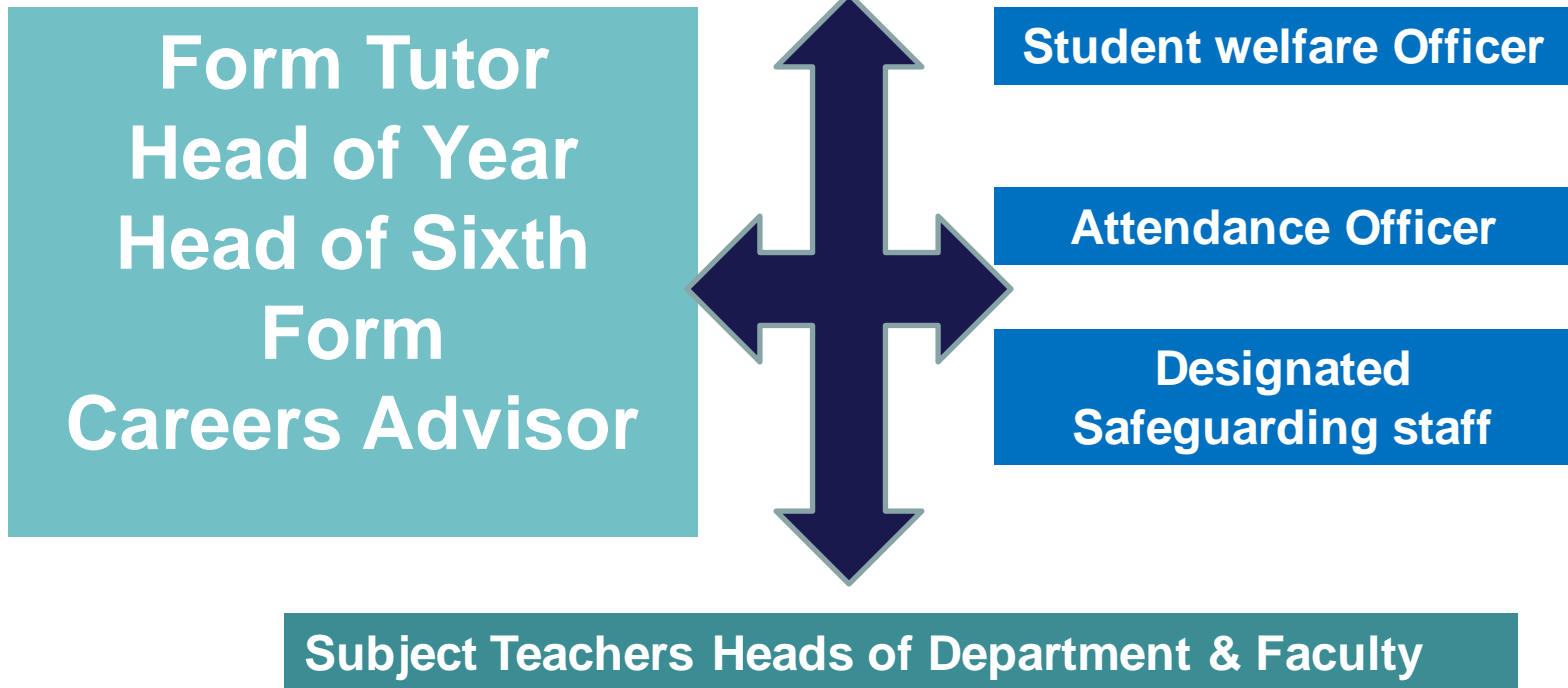 Form Tutor
Head of Year
Head of Sixth
Form
Careers Advisor
Student welfare Officer
Attendance Officer
Designated
Safeguarding staff
Subject Teachers Heads of Department & Faculty